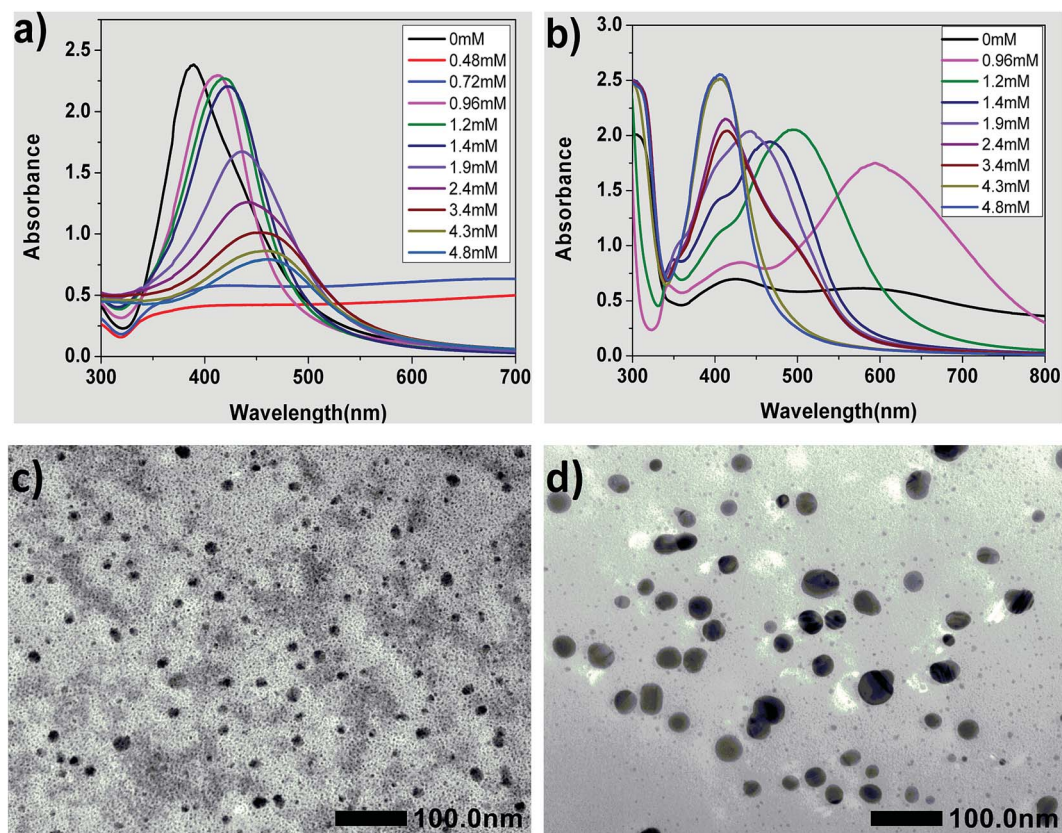 a)
2.5
2.0
1.5
1.0
0.5
0.0
Absorbance
300 400 500 600 700
Wavelength(nm)
0mM
0.48mM
0.72mM
0.96mM
1.2mM
1.4mM
1.9mM
2.4mM
3.4mM
4.3mM
4.8mM
b)
3.0
2.5
2.0
1.5
1.0
0.5
0.0
Absorbance
300 400 500 600 700 800
Wavelength(nm)
0mM
0.96mM
1.2mM
1.4mM
1.9mM
2.4mM
3.4mM
4.3mM
4.8mM
c)
100.0nm
d)
100.0nm